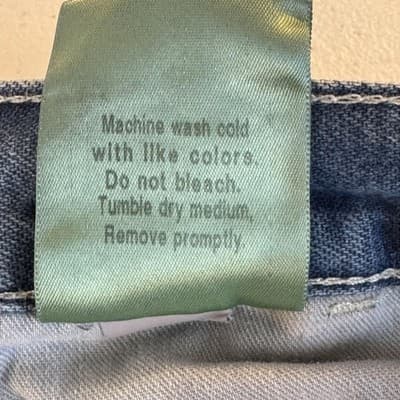 Machine wash cold
with like colors.
Do not bleach.
Tumble dry medium,
Remove promptly.